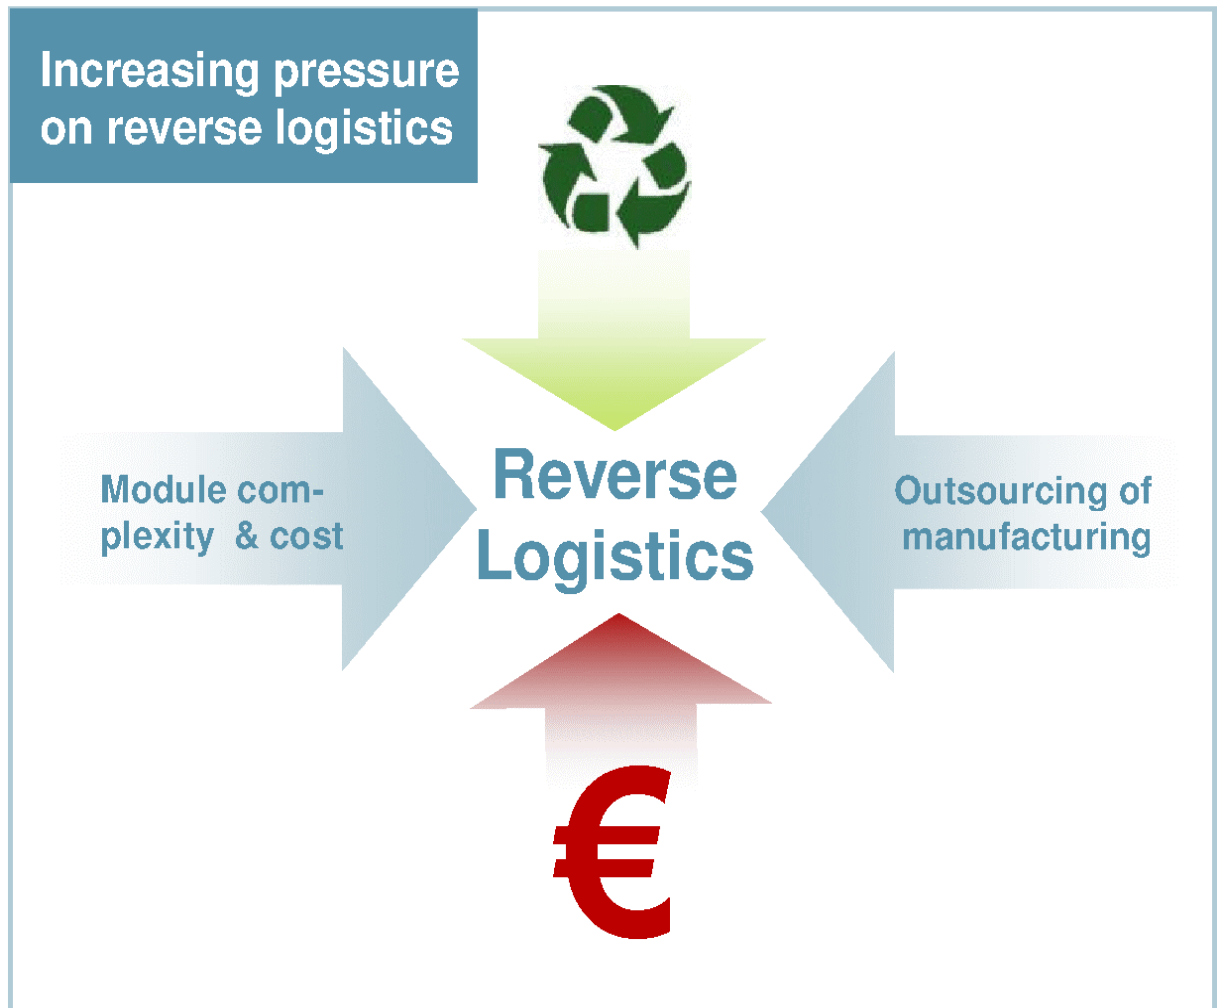 Increasing pressure
on reverse logistics
Module com-
plexity & cost
Reverse
Logistics
Outsourcing of
manufacturing
€